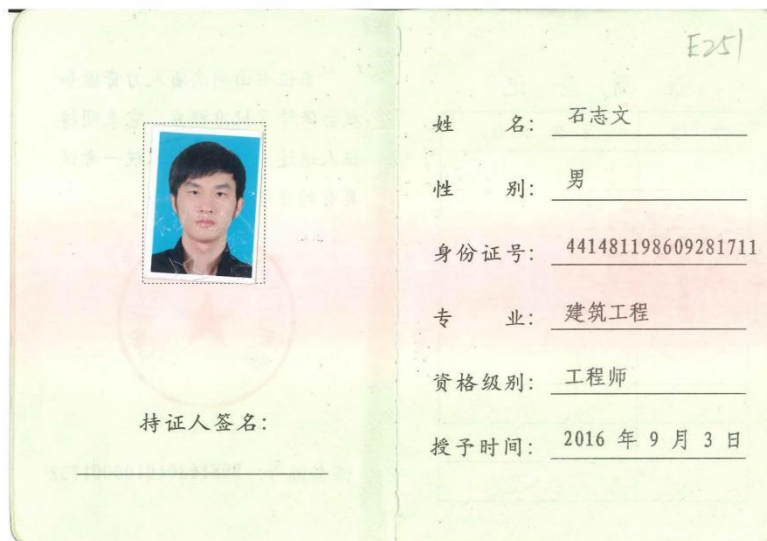 E251
姓 名: 石志文
性 别: 男
身份证号: 441481198609281711
专 业: 建筑工程
资格级别: 工程师
授予时间: 2016 年 9 月 3 日
持证人签名: